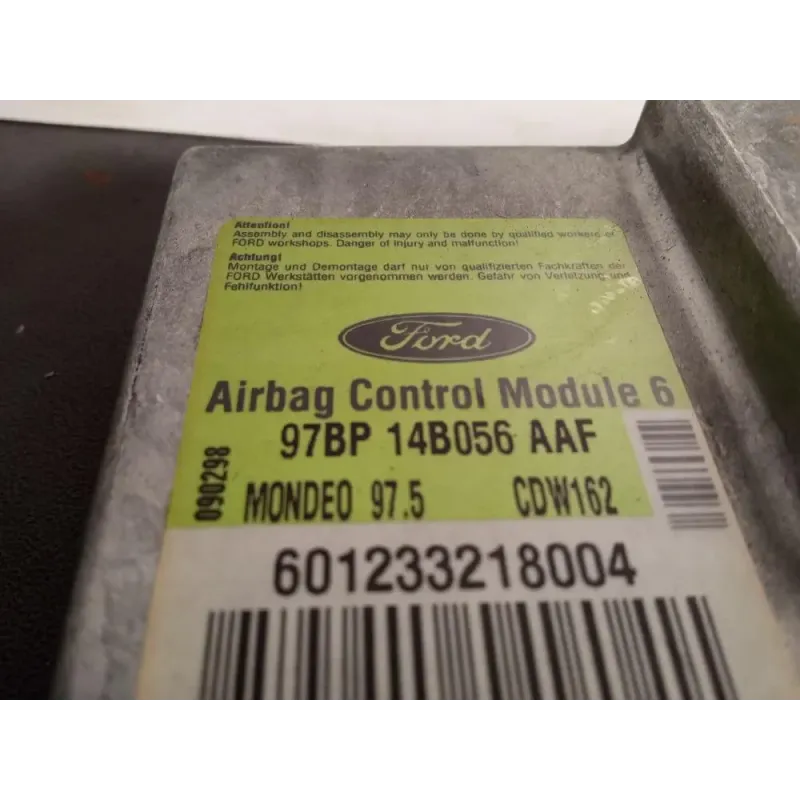 Attention!
Assembly and disassembly may only be done by qualified workers of
FORD workshops. Danger of injury and malfunction!
Achtung!
Montage und Demontage darf nur von qualifizierten Fachkräften der
FORD Werkstätten vorgenommen werden. Gefahr von Verletzung und
Fehlfunktion!
Ford
Airbag Control Module 6
97BP 14B056 AAF
090298
MONDEO 97.5 CDW162
601233218004